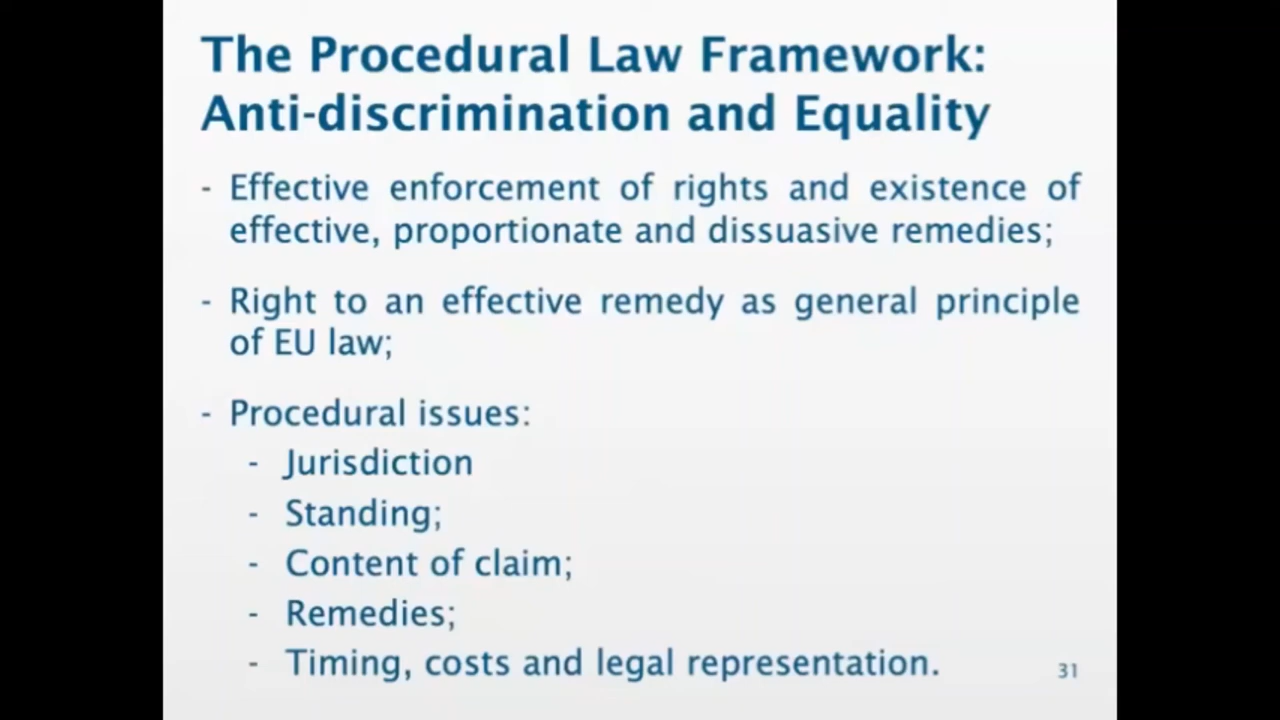 The Procedural Law Framework:
Anti-discrimination and Equality
- Effective enforcement of rights and existence of
effective, proportionate and dissuasive remedies;
- Right to an effective remedy as general principle
of EU law;
- Procedural issues:
- Jurisdiction
- Standing;
- Content of claim;
- Remedies;
- Timing, costs and legal representation.
31